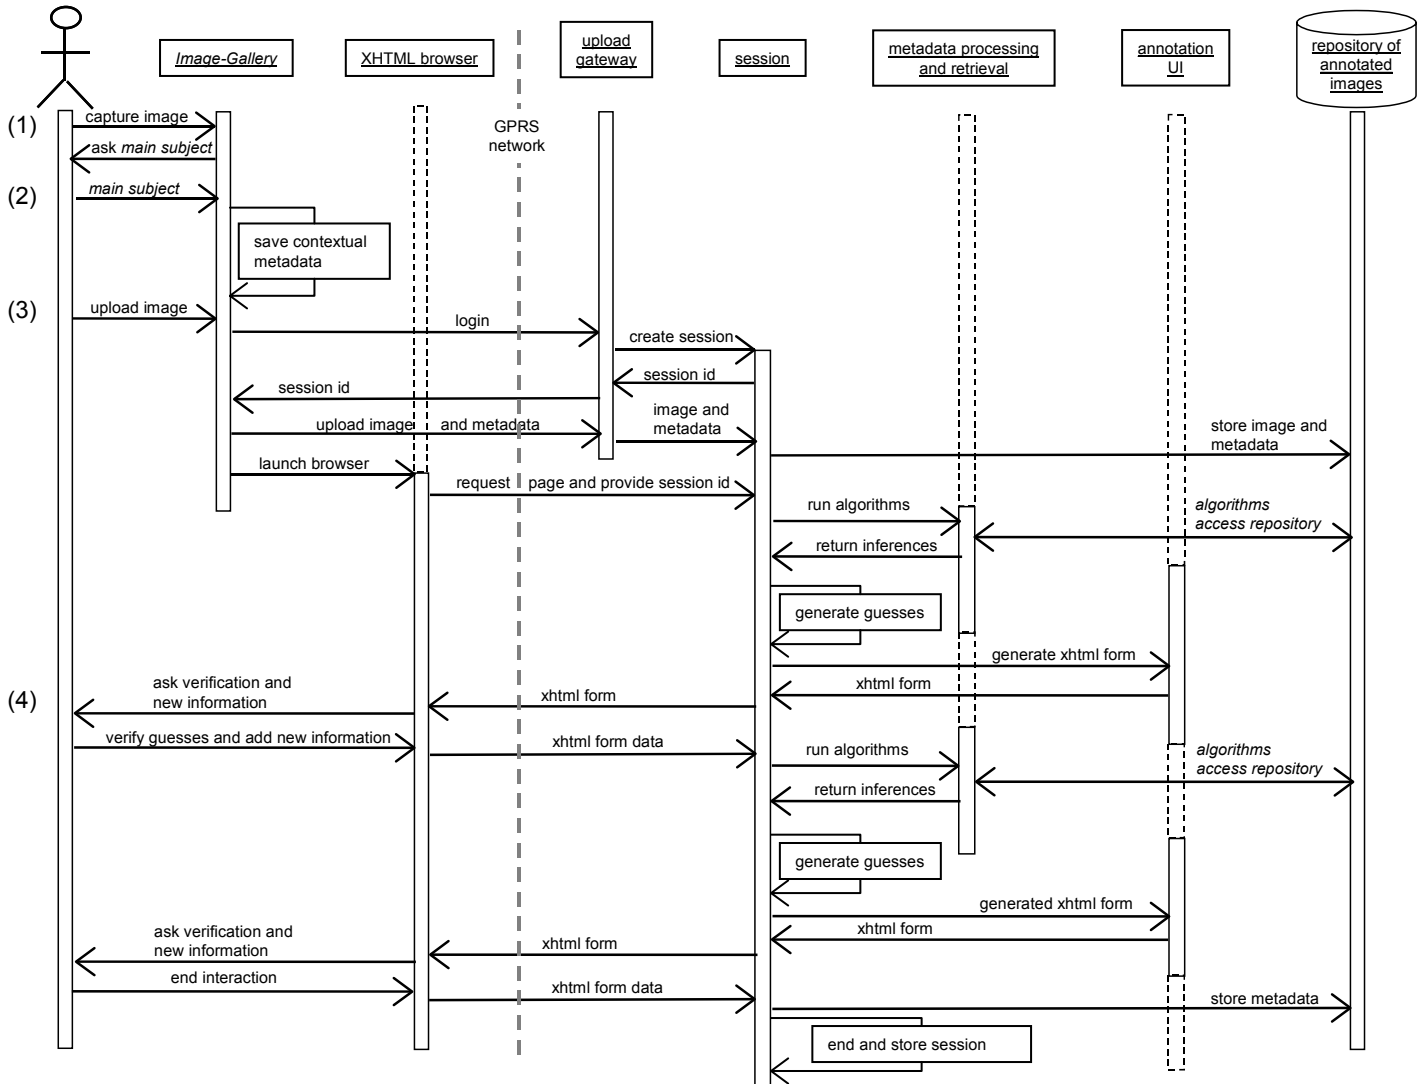 Image-Gallery
XHTML browser
upload
gateway
session
metadata processing
and retrieval
annotation
UI
repository of
annotated
images
GPRS
network
(1)
capture image
ask main subject
(2)
main subject
save contextual
metadata
(3)
upload image
login
create session
session id
session id
upload image and metadata
image and
metadata
store image and
metadata
launch browser
request page and provide session id
run algorithms
algorithms
access repository
return inferences
generate guesses
generate xhtml form
xhtml form
(4)
ask verification and
new information
xhtml form
verify guesses and add new information
xhtml form data
run algorithms
algorithms
access repository
return inferences
generate guesses
generated xhtml form
xhtml form
ask verification and
new information
xhtml form
end interaction
xhtml form data
store metadata
end and store session